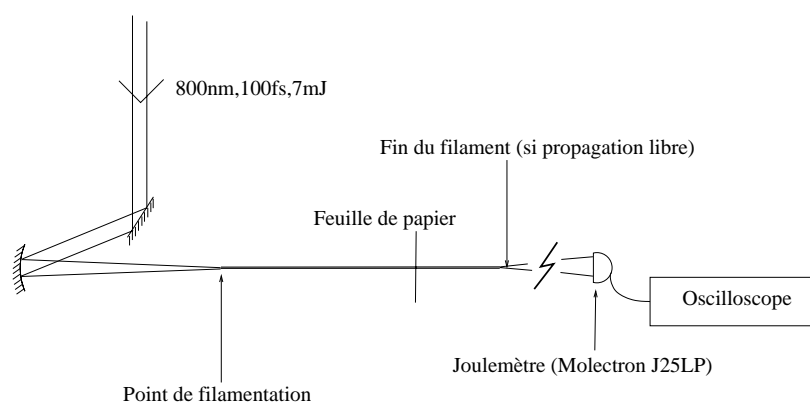 800nm,100fs,7mJ
Fin du filament (si propagation libre)
Feuille de papier
Oscilloscope
Joulemètre (Molectron J25LP)
Point de filamentation